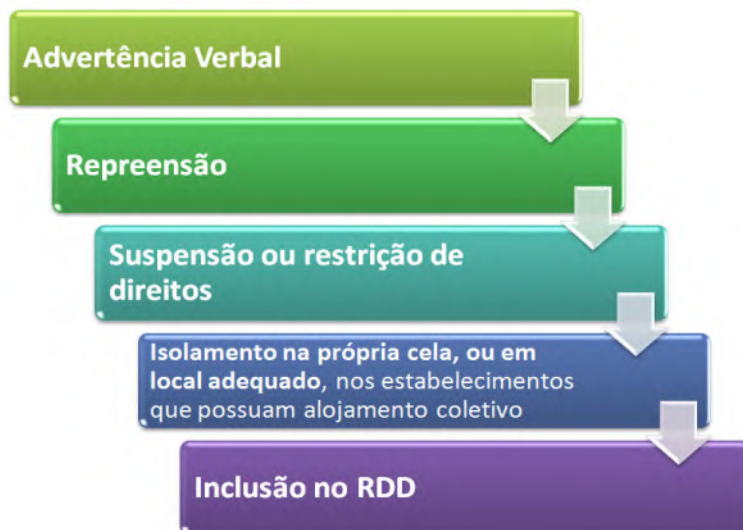 Advertência Verbal
Repreensão
Suspensão ou restrição de
direitos
Isolamento na própria cela, ou em
local adequado, nos estabelecimentos
que possuam alojamento coletivo
Inclusão no RDD